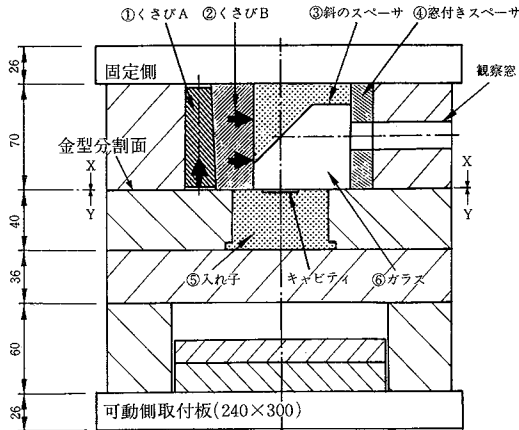 ①くさびA
②くさびB
③斜のスペーサ
④窓付きスペーサ
固定側
観察窓
金型分割面
X
X
Y
Y
26
70
40
36
60
26
⑤入れ子
キャビティ
⑥ガラス
可動側取付板(240×300)